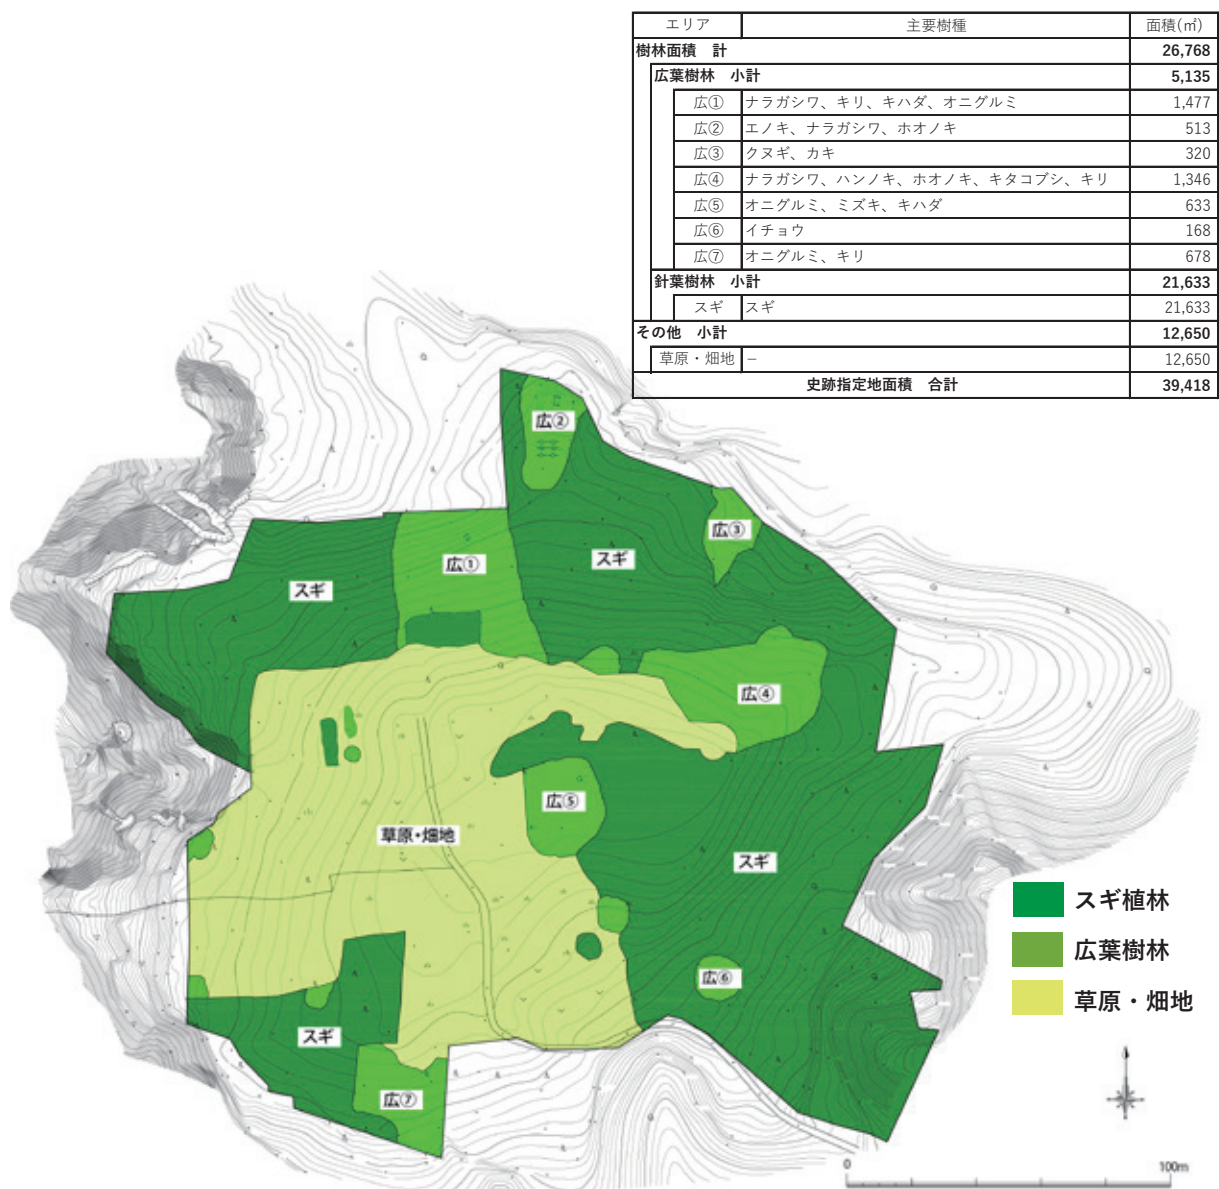 エリア 主要樹種 面積(㎡)
樹林面積 計 26,768
広葉樹林 小計 5,135
広① ナラガシワ、キリ、キハダ、オニグルミ 1,477
広② エノキ、ナラガシワ、ホオノキ 513
広③ クヌギ、カキ 320
広④ ナラガシワ、ハンノキ、ホオノキ、キタコブシ、キリ 1,346
広⑤ オニグルミ、ミズキ、キハダ 633
広⑥ イチョウ 168
広⑦ オニグルミ、キリ 678
針葉樹林 小計 21,633
スギ スギ 21,633
その他 小計 12,650
草原・畑地 − 12,650
史跡指定地面積 合計 39,418
広②
広③
広①
スギ
スギ
広④
広⑤
草原・畑地
スギ
広⑥
スギ
広⑦
スギ植林
広葉樹林
草原・畑地
0 100m